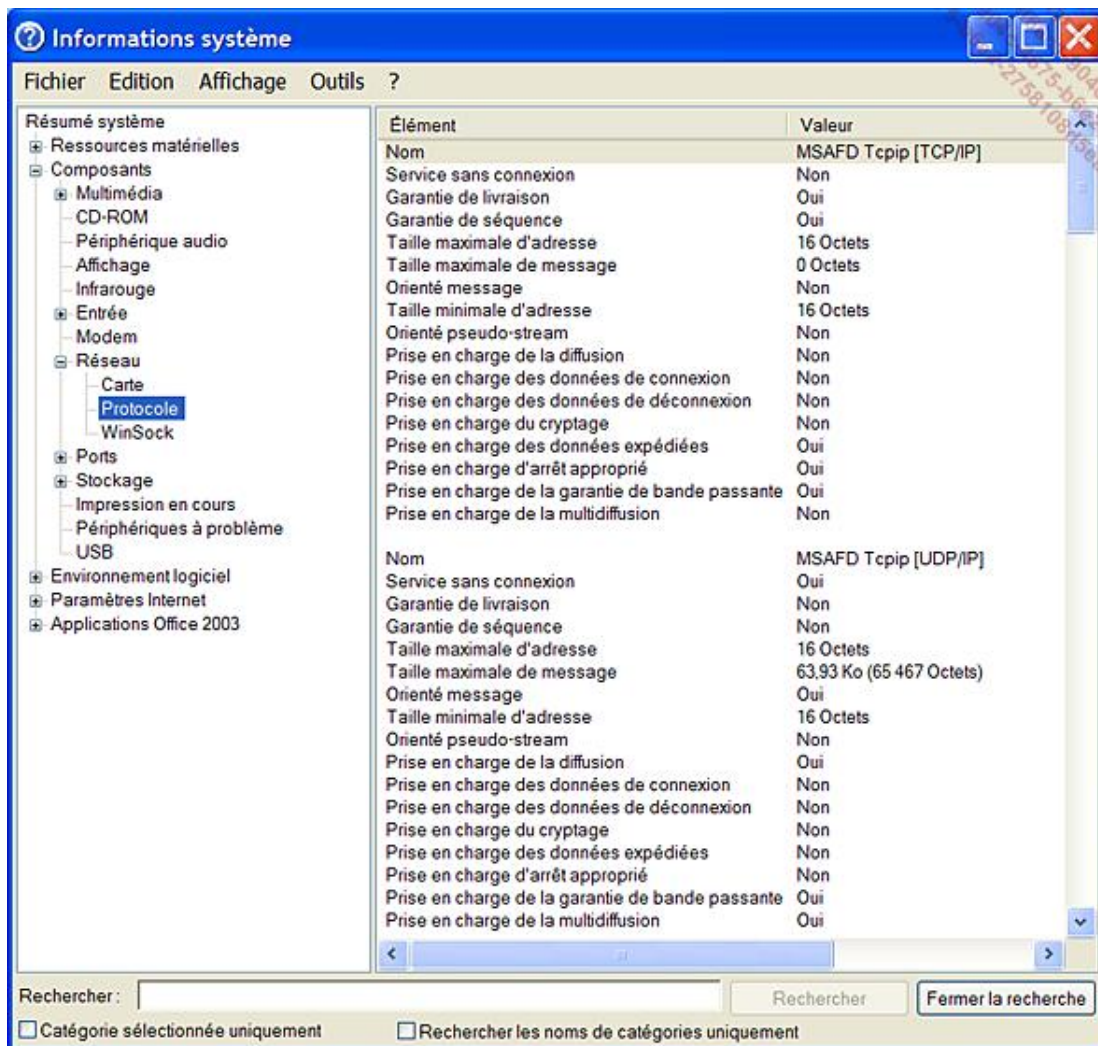 Informations système
Fichier Edition Affichage Outils ?
Résumé système
Ressources matérielles
Composants
Multimédia
CD-ROM
Périphérique audio
Affichage
Infrarouge
Entrée
Modem
Réseau
Carte
Protocole
WinSock
Ports
Stockage
Impression en cours
Périphériques à problème
USB
Environnement logiciel
Paramètres Internet
Applications Office 2003
Élément Valeur
Nom MSAFD Tcpip [TCP/IP]
Service sans connexion Non
Garantie de livraison Oui
Garantie de séquence Oui
Taille maximale d'adresse 16 Octets
Taille maximale de message 0 Octets
Orienté message Non
Taille minimale d'adresse 16 Octets
Orienté pseudo-stream Non
Prise en charge de la diffusion Non
Prise en charge des données de connexion Non
Prise en charge des données de déconnexion Non
Prise en charge du cryptage Non
Prise en charge des données expédiées Oui
Prise en charge d'arrêt approprié Oui
Prise en charge de la garantie de bande passante Oui
Prise en charge de la multidiffusion Non
Nom MSAFD Tcpip [UDP/IP]
Service sans connexion Oui
Garantie de livraison Non
Garantie de séquence Non
Taille maximale d'adresse 16 Octets
Taille maximale de message 63,93 Ko (65 467 Octets)
Orienté message Oui
Taille minimale d'adresse 16 Octets
Orienté pseudo-stream Non
Prise en charge de la diffusion Oui
Prise en charge des données de connexion Non
Prise en charge des données de déconnexion Non
Prise en charge du cryptage Non
Prise en charge des données expédiées Non
Prise en charge d'arrêt approprié Non
Prise en charge de la garantie de bande passante Oui
Prise en charge de la multidiffusion Oui
Rechercher : Rechercher Fermer la recherche
Catégorie sélectionnée uniquement Rechercher les noms de catégories uniquement